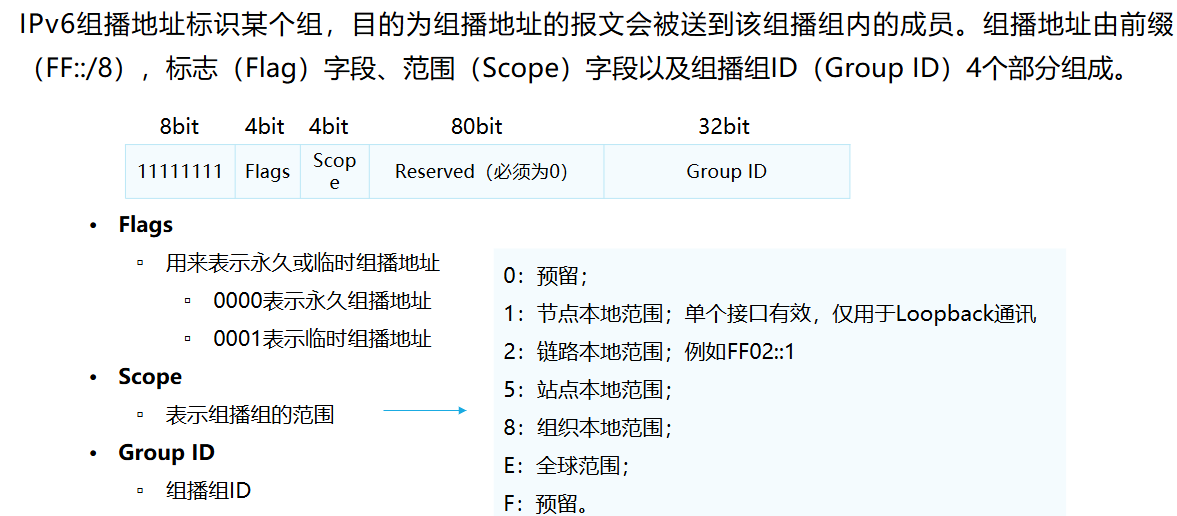 IPv6组播地址标识某个组，目的为组播地址的报文会被送到该组播组内的成员。组播地址由前缀
（FF::/8），标志（Flag）字段、范围（Scope）字段以及组播组ID（Group ID）4个部分组成。
8bit 4bit 4bit 80bit 32bit
11111111 Flags Scop
e Reserved（必须为0） Group ID
• Flags
▫ 用来表示永久或临时组播地址
▫ 0000表示永久组播地址
▫ 0001表示临时组播地址
• Scope
▫ 表示组播组的范围
• Group ID
▫ 组播组ID
0：预留；
1：节点本地范围；单个接口有效，仅用于Loopback通讯
2：链路本地范围；例如FF02::1
5：站点本地范围；
8：组织本地范围；
E：全球范围；
F：预留。